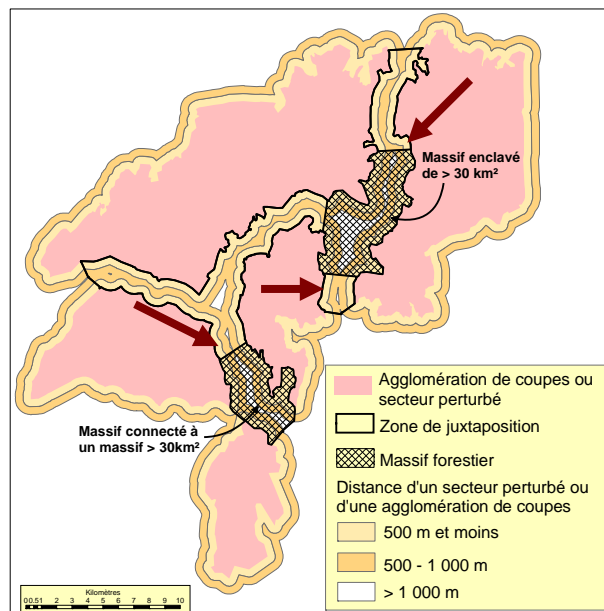 Massif enclavé
de > 30 km²
Massif connecté à
un massif > 30km²
Agglomération de coupes ou
secteur perturbé
Zone de juxtaposition
Massif forestier
Distance d'un secteur perturbé ou
d'une agglomération de coupes
500 m et moins
500 - 1 000 m
> 1 000 m
Kilomètres
0 0.5 1 2 3 4 5 6 7 8 9 10